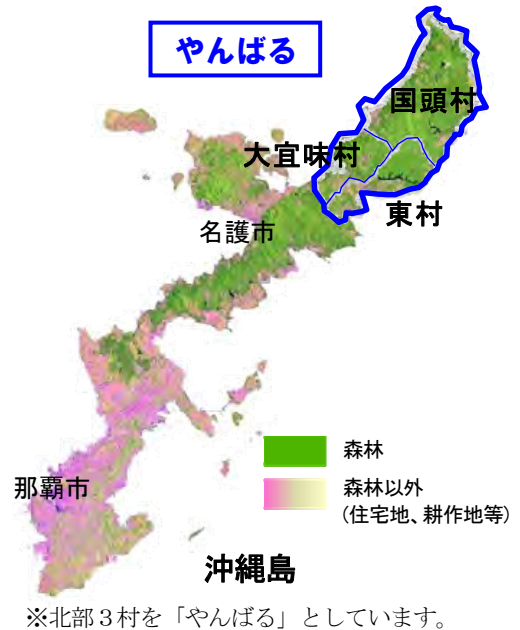 やんばる
国頭村
大宜味村
東村
名護市
森林
那覇市
森林以外
(住宅地、耕作地等)
沖縄島
※北部３村を「やんばる」としています。